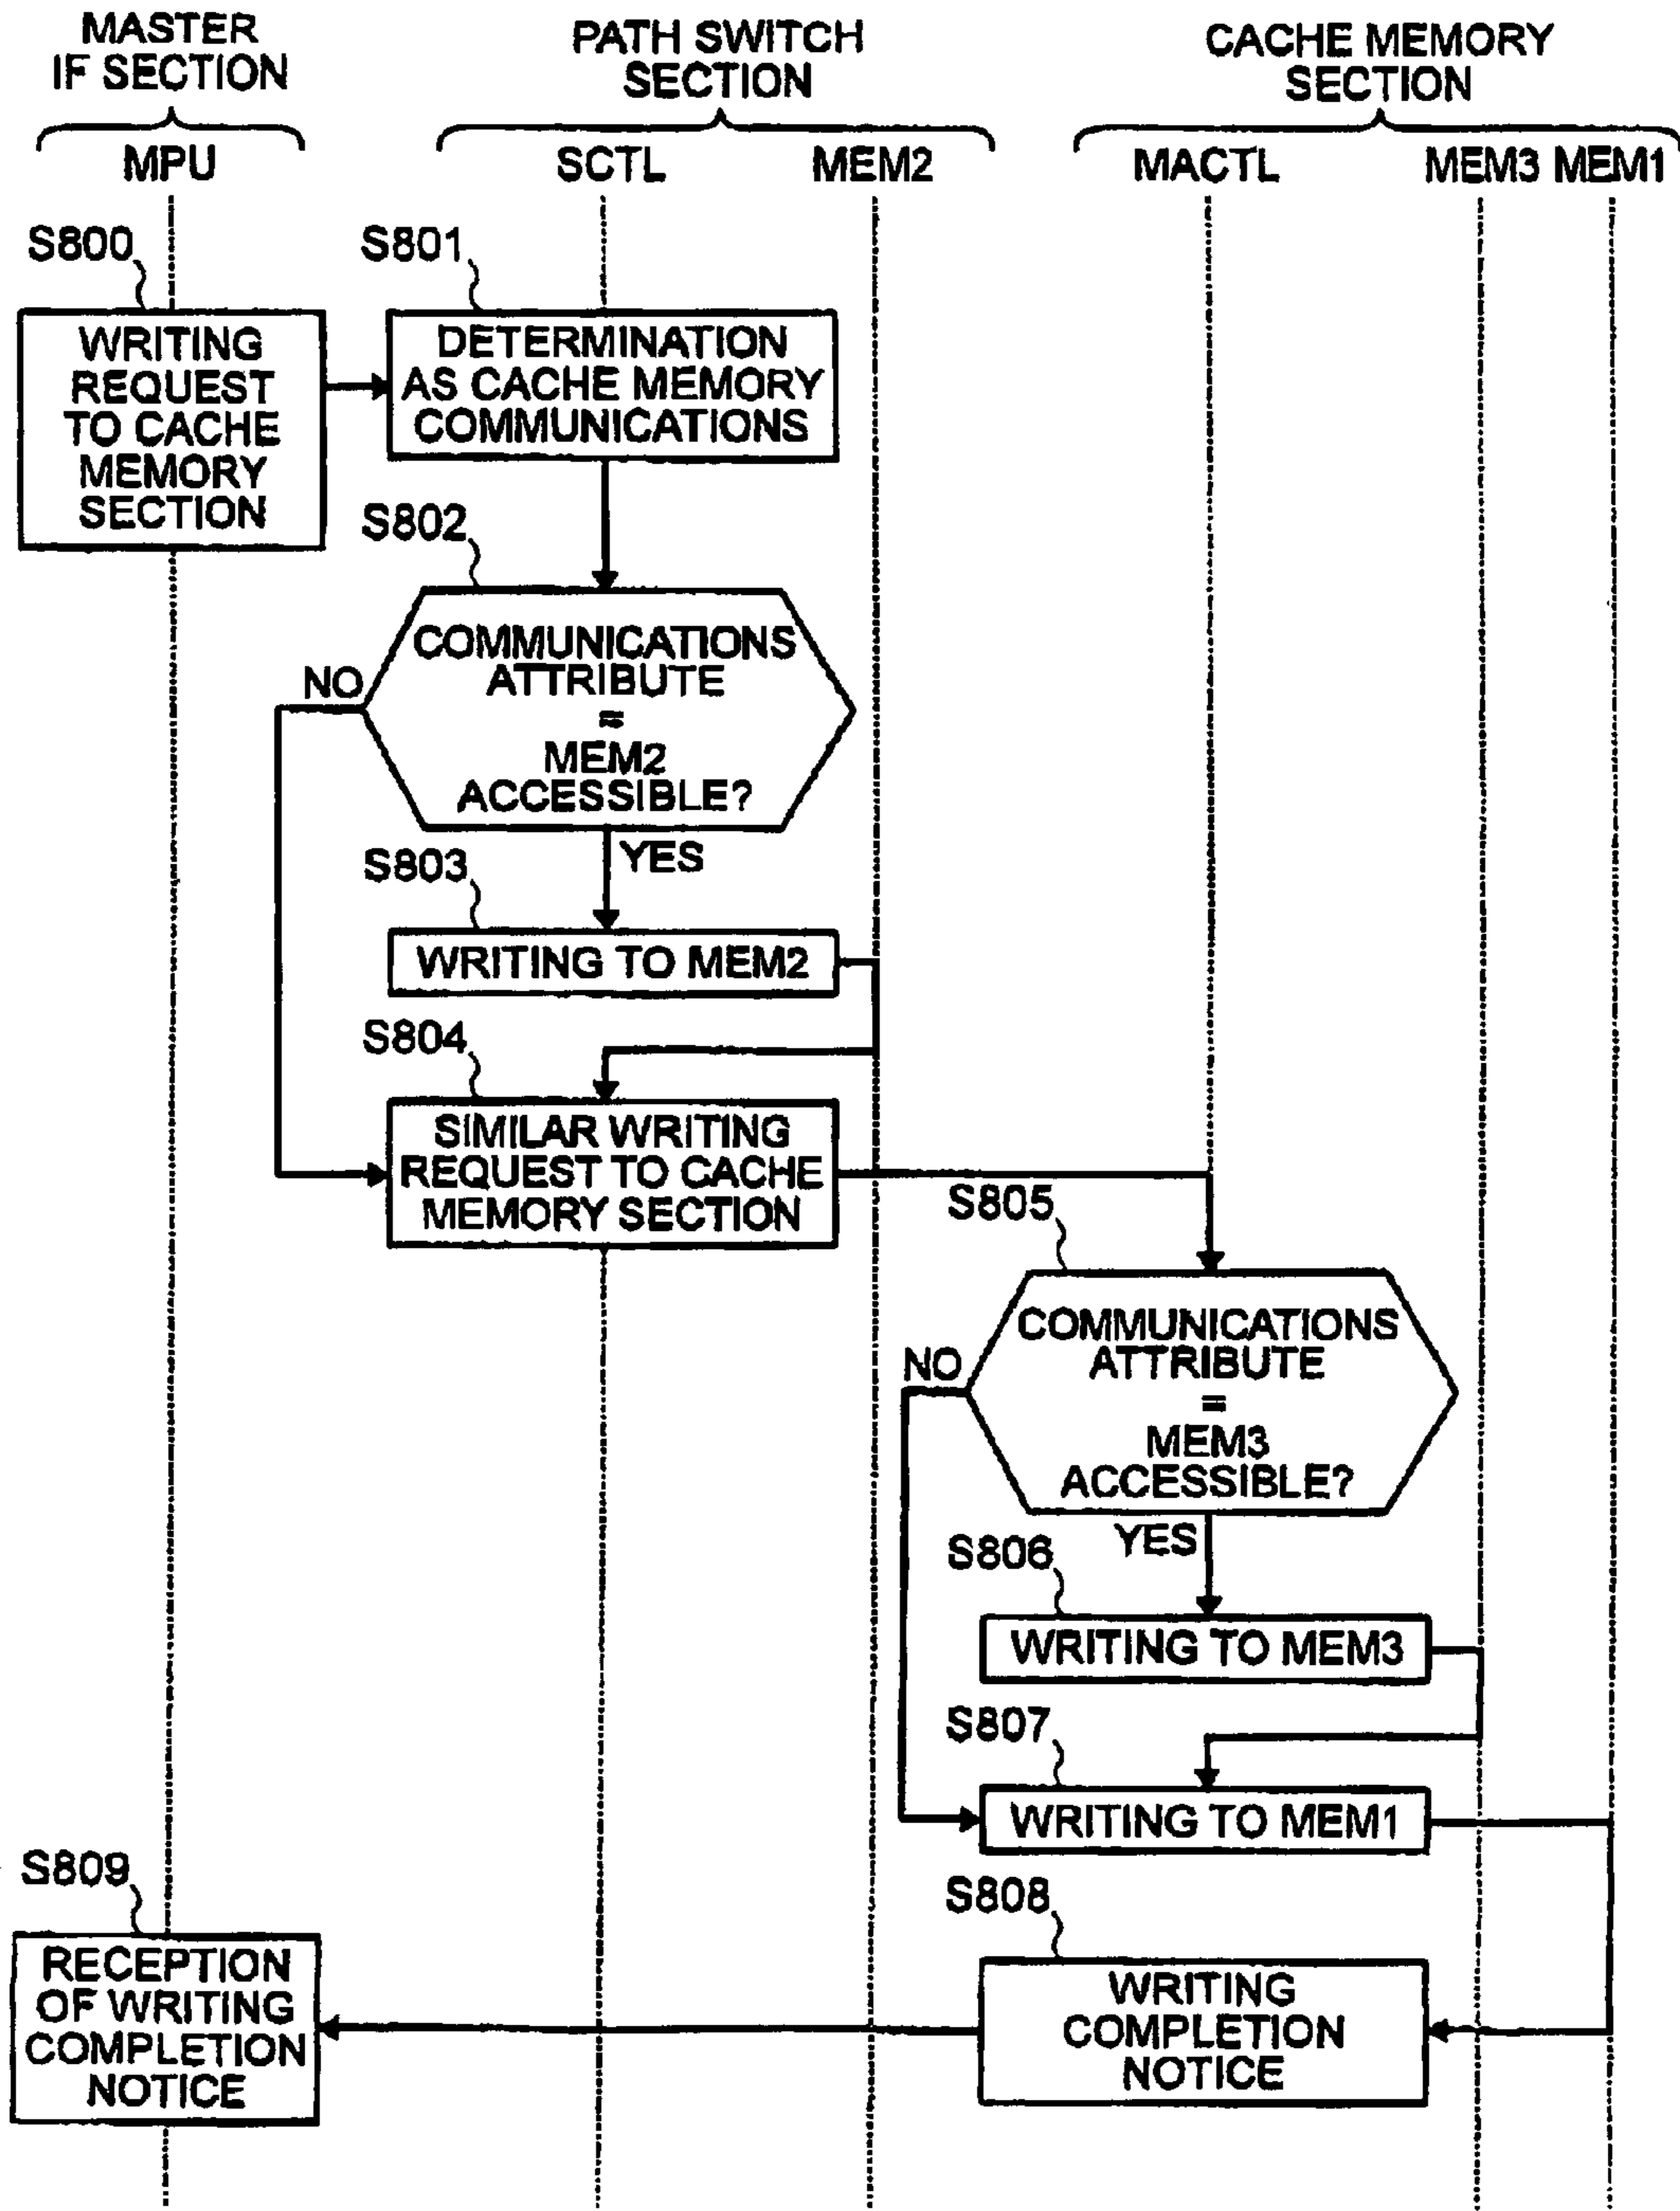 MASTER
IF SECTION
PATH SWITCH
SECTION
CACHE MEMORY
SECTION
MPU
SCTL
MEM2
MACTL
MEM3
MEM1
S800
WRITING
REQUEST
TO CACHE
MEMORY
SECTION
S801
DETERMINATION
AS CACHE MEMORY
COMMUNICATIONS
S802
COMMUNICATIONS
ATTRIBUTE
=
MEM2
ACCESSIBLE?
NO
YES
S803
WRITING TO MEM2
S804
SIMILAR WRITING
REQUEST TO CACHE
MEMORY SECTION
S805
COMMUNICATIONS
ATTRIBUTE
=
MEM3
ACCESSIBLE?
NO
YES
S806
WRITING TO MEM3
S807
WRITING TO MEM1
S808
WRITING
COMPLETION
NOTICE
S809
RECEPTION
OF WRITING
COMPLETION
NOTICE